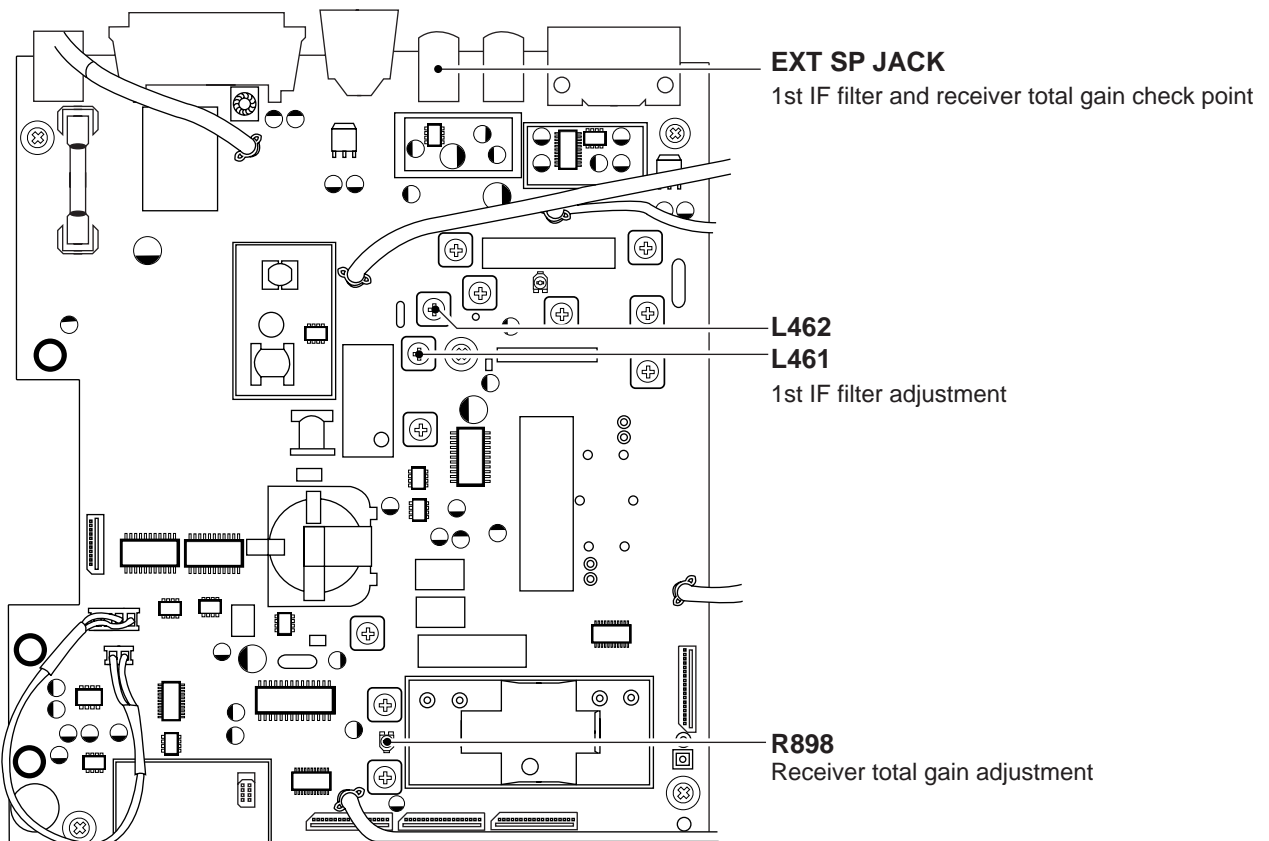 EXT SP JACK
1st IF filter and receiver total gain check point
L462
L461
1st IF filter adjustment
R898
Receiver total gain adjustment